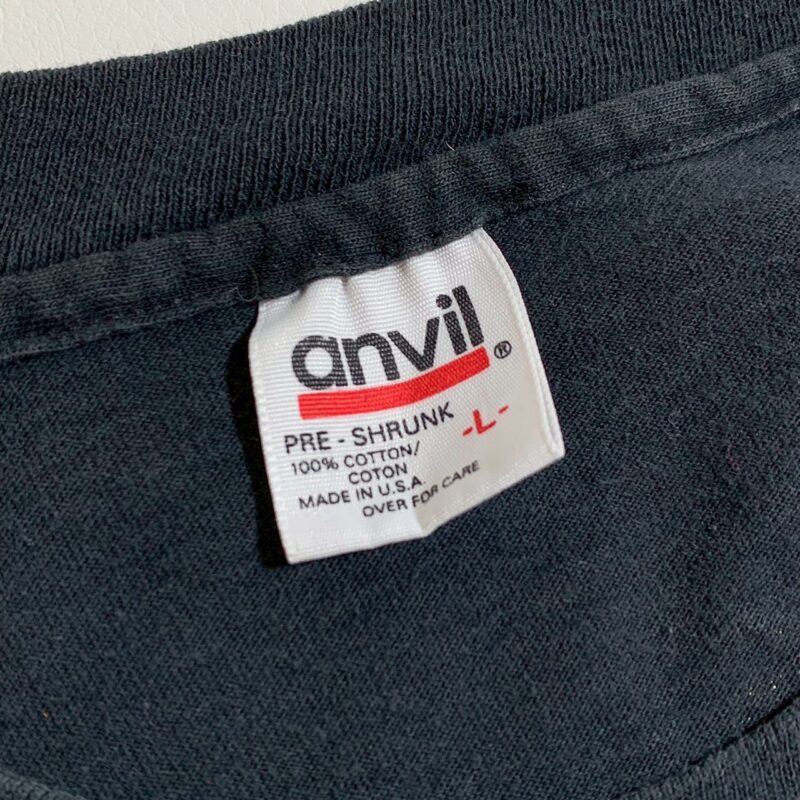 anvil®
PRE - SHRUNK -L-
100% COTTON/
COTON
MADE IN U.S.A.
OVER FOR CARE